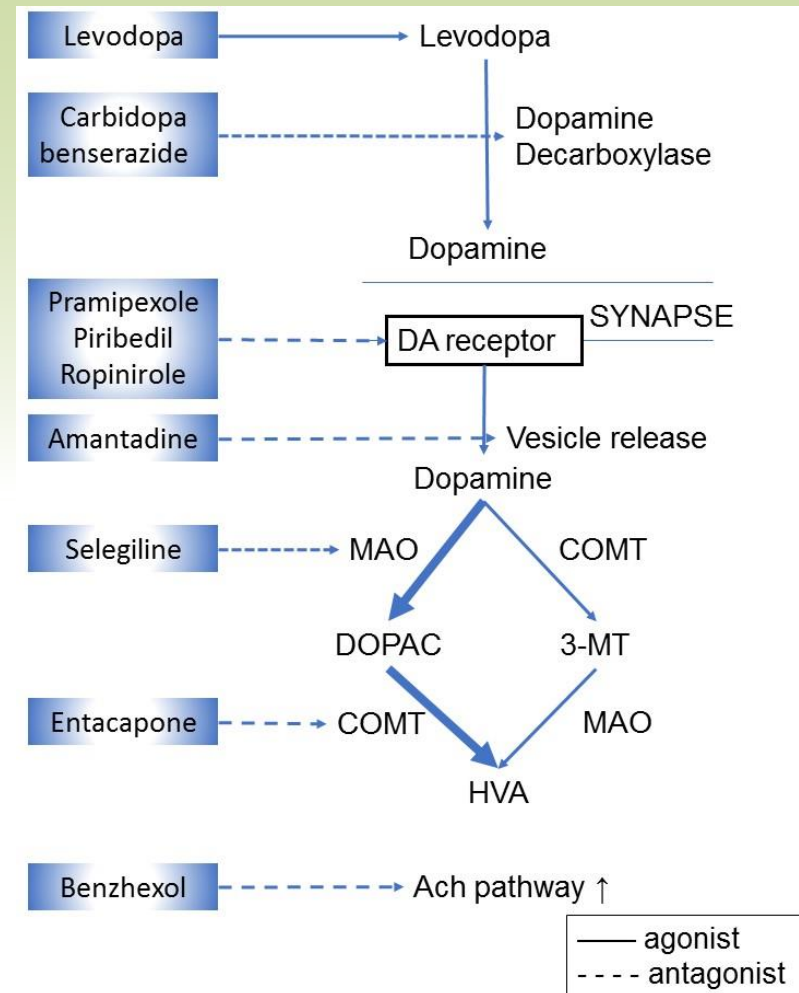 Levodopa
Levodopa
Carbidopa
benserazide
Dopamine
Decarboxylase
Dopamine
Pramipexole
Piribedil
Ropinirole
DA receptor
SYNAPSE
Amantadine
Vesicle release
Dopamine
Selegiline
MAO
COMT
DOPAC
3-MT
Entacapone
COMT
MAO
HVA
Benzhexol
Ach pathway ↑
—— agonist
- - - - antagonist